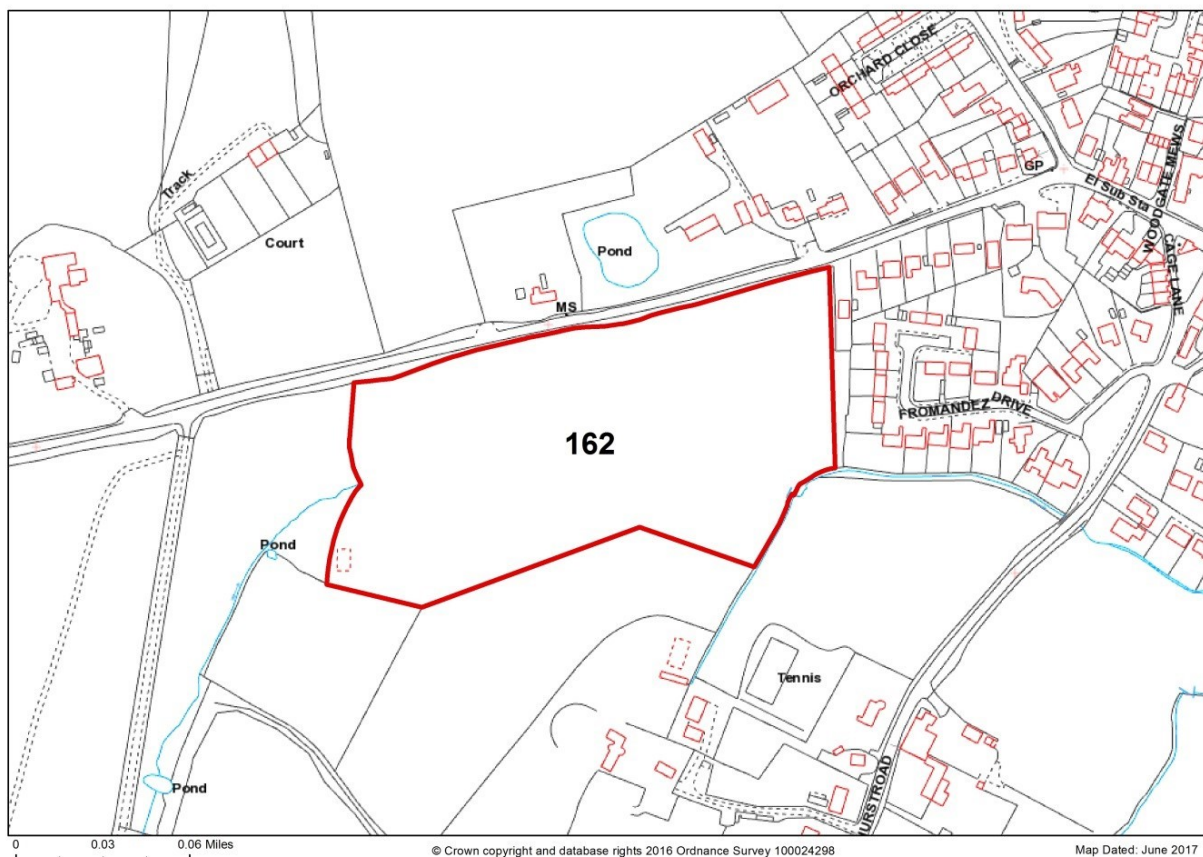 ORCHARD CLOSE
GP
El Sub Sta
WOODGATE MEWS
CAGE LANE
Track
Court
Pond
MS
162
FROMANDEZ DRIVE
Pond
Tennis
Pond
HURSTROAD
0 0.03 0.06 Miles
© Crown copyright and database rights 2016 Ordnance Survey 100024298
Map Dated: June 2017